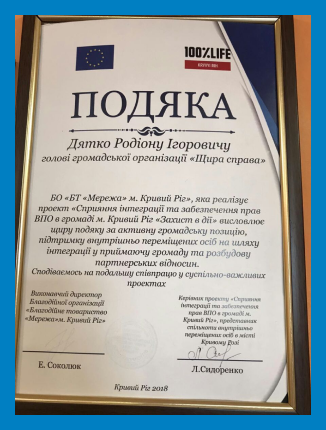 100%LIFE
ПОДЯКА
Дятко Родіону Ігоровичу
голові громадської організації «Щира справа»
БО «БТ «Мережа» м. Кривий Ріг», яка реалізує
проект «Сприяння інтеграції та забезпечення прав
ВПО в громаді м. Кривий Ріг «Захист в дії» висловлює
щиру подяку за активну громадську позицію,
підтримку внутрішньо переміщених осіб на шляху
інтеграції у приймаючу громаду та розбудову
партнерських відносин.
Сподіваємось на подальшу співпрацю у суспільно-важливих
проектах
Виконавчий директор
Благодійної організації
«Благодійне товариство
«Мережа»м. Кривий Ріг»
Е. Соколюк
Керівник проекту «Сприяння
інтеграції та забезпечення
прав ВПО в громаді м.
Кривий Ріг», представник
спільноти внутрішньо
переміщених осіб в місті
Кривому Розі
Л.Сидоренко
Кривий Ріг 2018